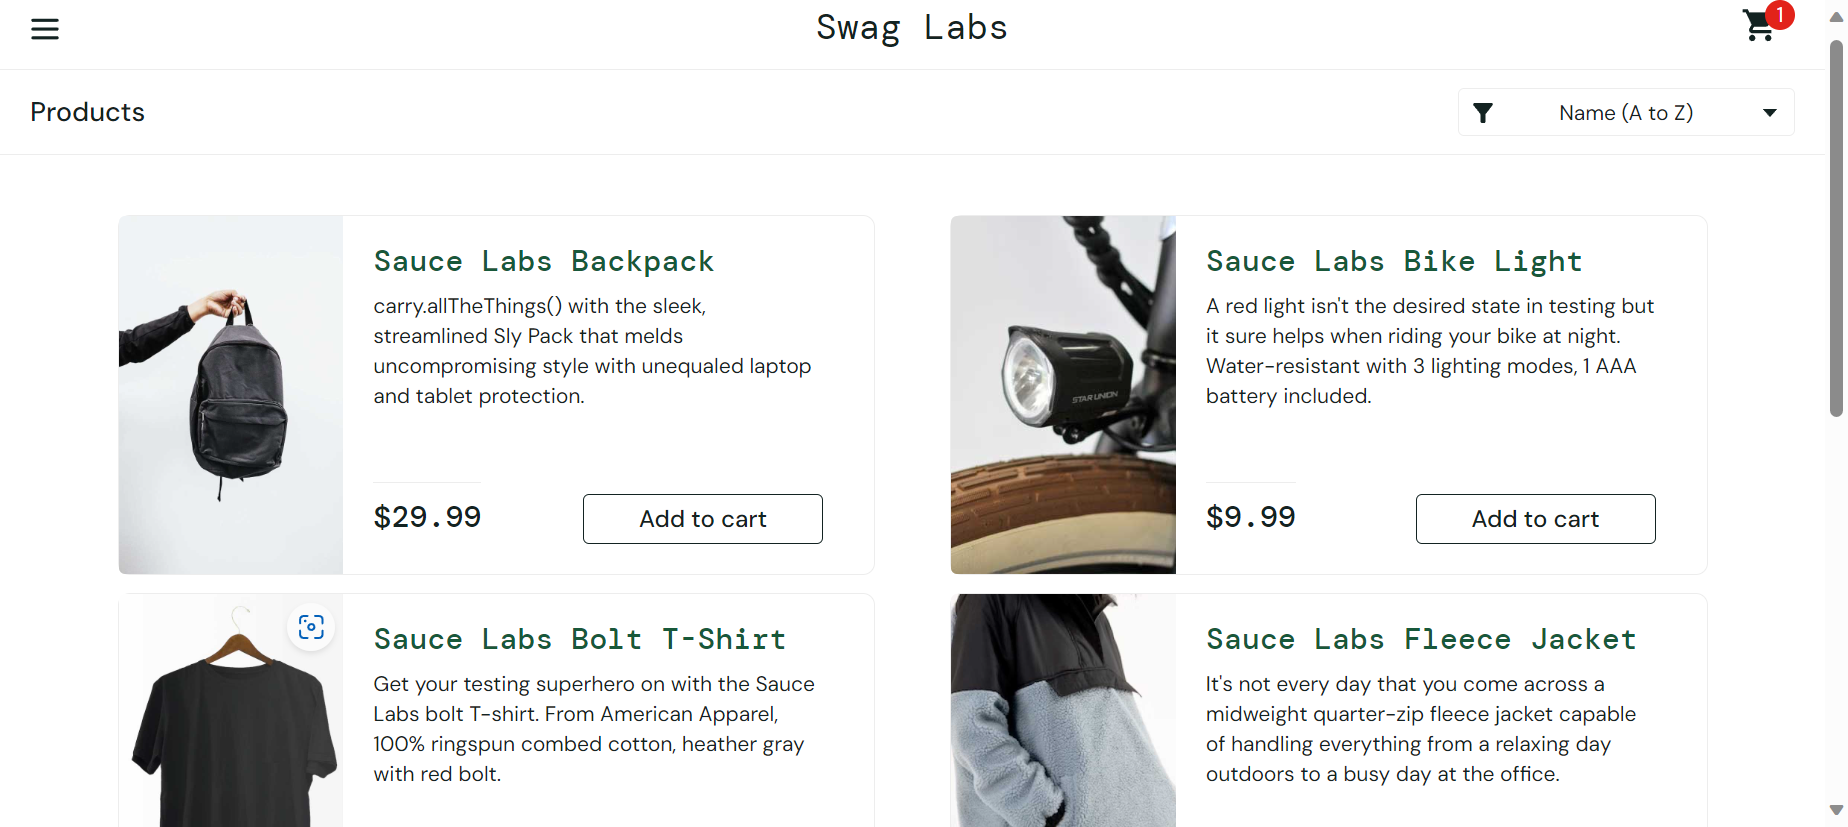 Swag Labs
1
Products
Name (A to Z)
Sauce Labs Backpack
carry.allTheThings() with the sleek,
streamlined Sly Pack that melds
uncompromising style with unequaled laptop
and tablet protection.
$29.99
Add to cart
Sauce Labs Bike Light
A red light isn't the desired state in testing but
it sure helps when riding your bike at night.
Water-resistant with 3 lighting modes, 1 AAA
battery included.
STAR UNION
$9.99
Add to cart
Sauce Labs Bolt T-Shirt
Get your testing superhero on with the Sauce
Labs bolt T-shirt. From American Apparel,
100% ringspun combed cotton, heather gray
with red bolt.
Sauce Labs Fleece Jacket
It's not every day that you come across a
midweight quarter-zip fleece jacket capable
of handling everything from a relaxing day
outdoors to a busy day at the office.